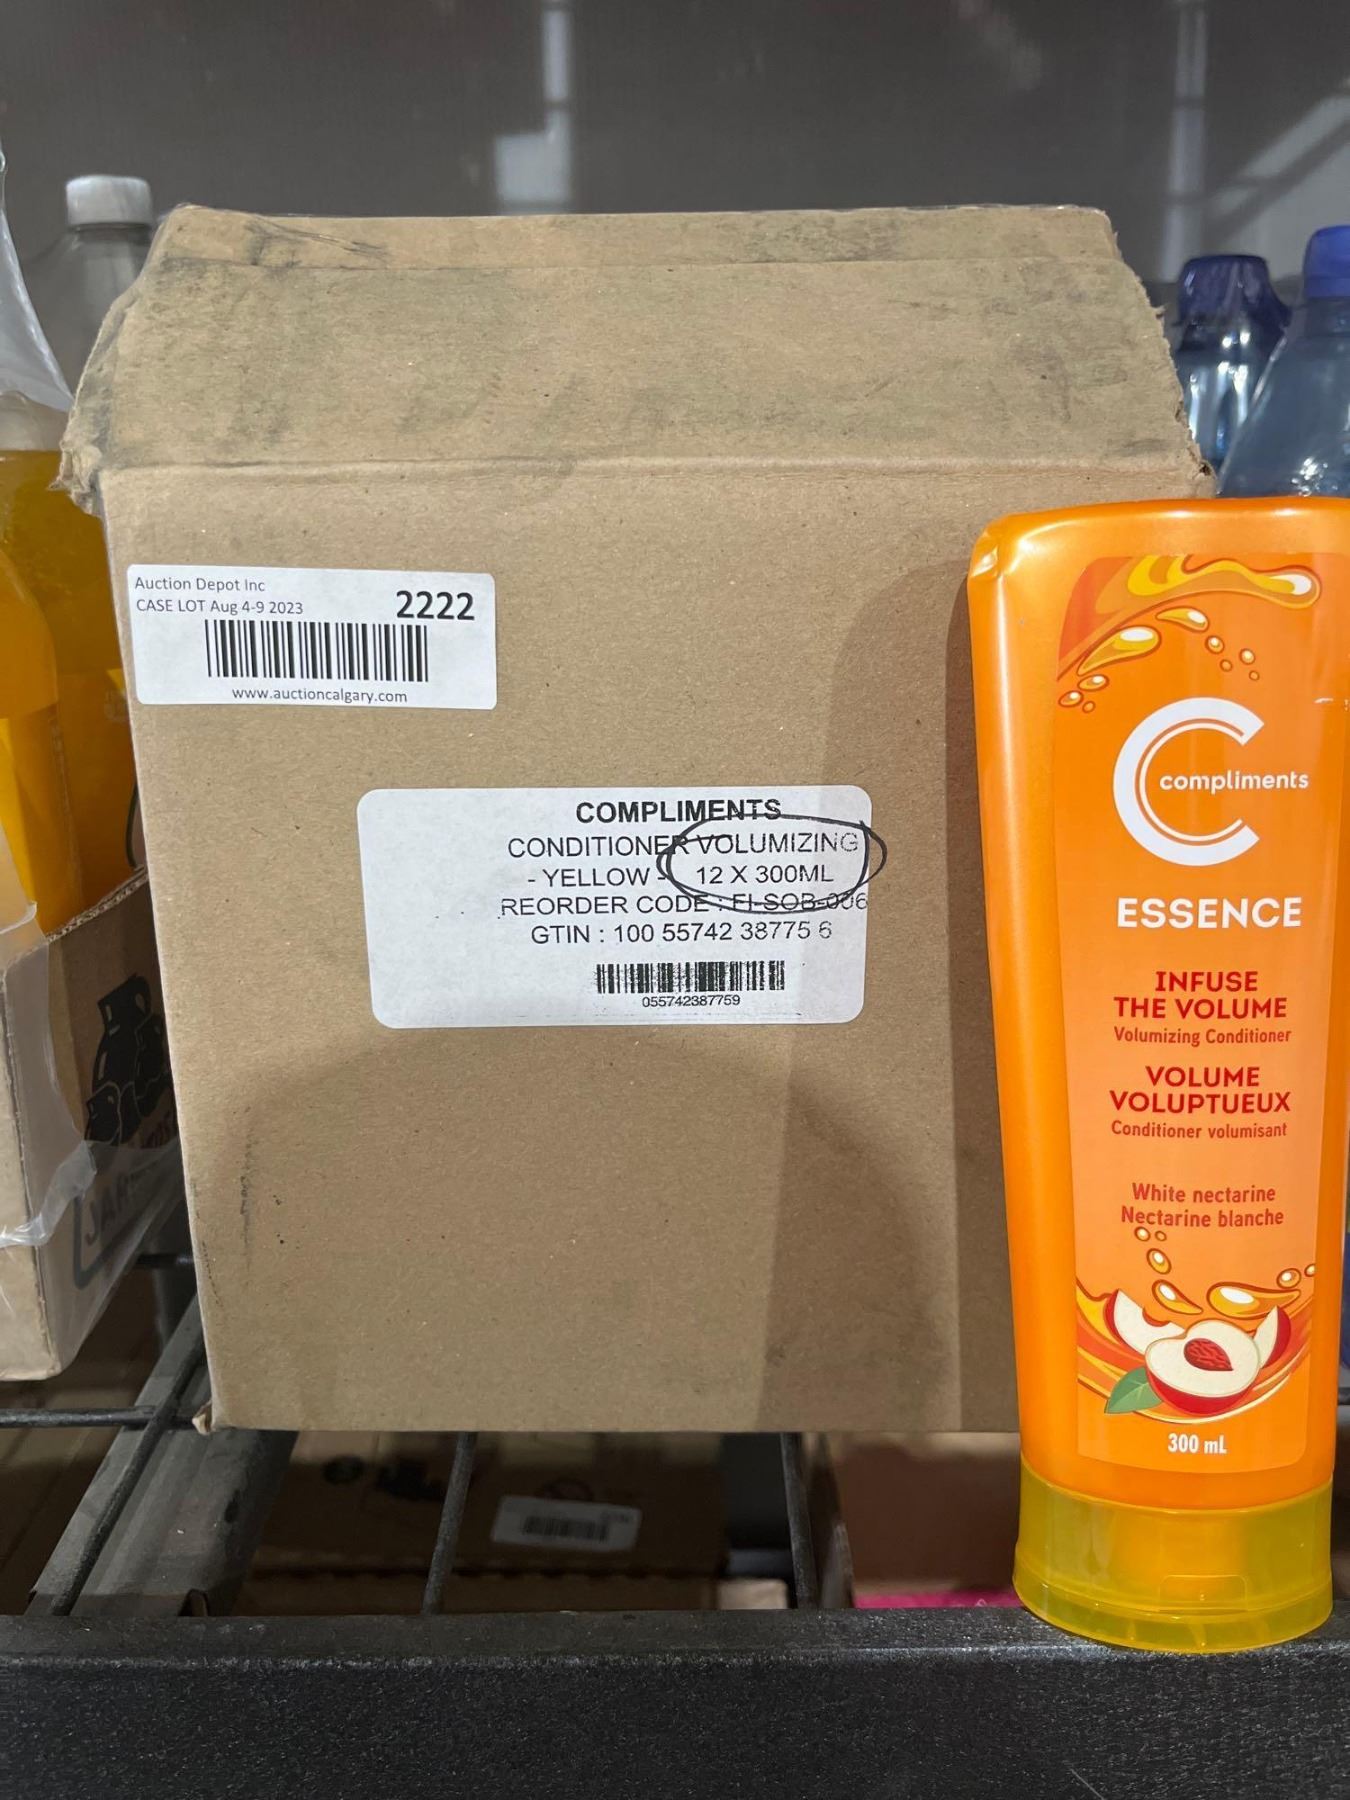 Auction Depot Inc
CASE LOT Aug 4-9 2023
2222
www.auctioncalgary.com
COMPLIMENTS
CONDITIONER VOLUMIZING
- YELLOW - 12 X 300ML
REORDER CODE : FI-SOB-006
GTIN : 100 55742 38775 6
055742387759
compliments
ESSENCE
INFUSE
THE VOLUME
Volumizing Conditioner
VOLUME
VOLUPTUEUX
Conditioner volumisant
White nectarine
Nectarine blanche
300 mL